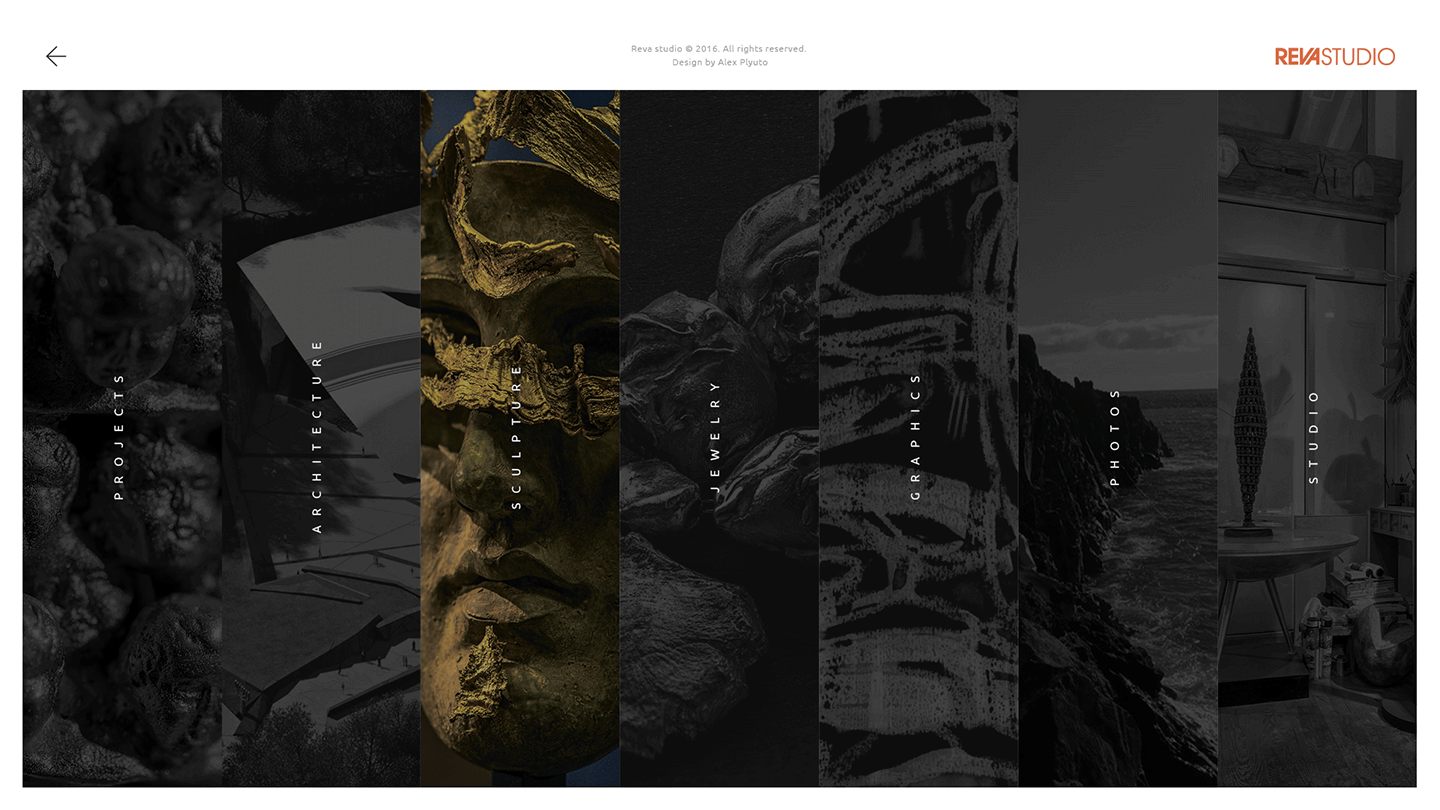 Reva studio © 2016. All rights reserved.
Design by Alex Plyuto
REVASTUDIO
PROJECTS
ARCHITECTURE
SCULPTURE
JEWELRY
GRAPHICS
PHOTOS
STUDIO